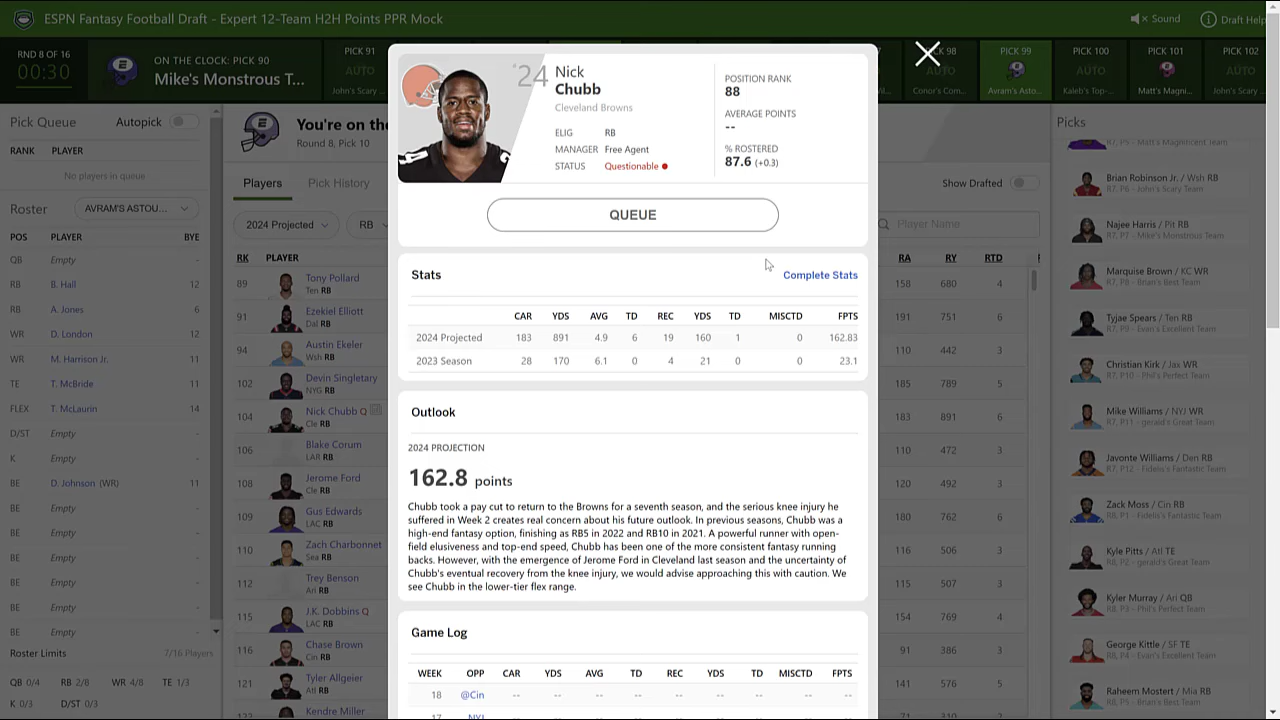 ESPN Fantasy Football Draft - Expert 12-Team H2H Points PPR Mock
Sound
Draft Help
RND 8 OF 16
00:30
ON THE CLOCK: PICK 90
Mike's Monstrous T...
PICK 91
AUTO
John's Scary
PICK 98
AUTO
Conor's Com...
PICK 99
Avram's Asto...
PICK 100
AUTO
Kaleb's Top-...
PICK 101
Matt's Magni...
PICK 102
AUTO
John's Scary
Pick Queue
Autopick
RANK PLAYER
No players in queue
Roster
AVRAM'S ASTOU...
POS PLAYER BYE
QB Empty -
RB B. Hall 12
RB A. Jones 6
WR D. London 12
WR M. Harrison Jr. 11
TE T. McBride 11
FLEX T. McLaurin 14
D/ST Empty -
K Empty -
BE D. Johnson (WR) 11
BE Empty -
BE Empty -
BE Empty -
BE Empty -
BE Empty -
BE Empty -
Roster Limits
7/16 Players
QB 0/4 RB 2/8 WR 4/8 TE 1/3
K 0/3 D/ST 0/3
You're on the
Round 8, Pick 10
Players
Pick History
Show Drafted
2024 Projected
RB
Player Name
RK PLAYER
RA RY RTD
89 Tony Pollard
Ten RB
158 680 4
91 Ezekiel Elliott
Dal RB
191 751 6
94 Austin Ekeler
Wsh RB
110 442 3
102 Devin Singletary
NYG RB
185 789 5
104 Nick Chubb Q
Cle RB
183 891 6
106 Blake Corum
LAR RB
110 472 3
108 Jerome Ford
Cle RB
120 492 3
109 Gus Edwards
LAC RB
180 762 6
110 Zach Charbonnet
Sea RB
116 506 3
112 Trey Benson
Ari RB
115 507 3
115 J.K. Dobbins Q
LAC RB
154 769 4
116 Chase Brown
Cin RB
91 386 3
121 Tyler Allgeier
Atl RB
141 576 5
Kendre Miller
'24
Nick
Chubb
Cleveland Browns
ELIG RB
MANAGER Free Agent
STATUS Questionable
POSITION RANK
88
AVERAGE POINTS
--
% ROSTERED
87.6 (+0.3)
QUEUE
Stats
Complete Stats
CAR YDS AVG TD REC YDS TD MISCTD FPTS
2024 Projected 183 891 4.9 6 19 160 1 0 162.83
2023 Season 28 170 6.1 0 4 21 0 0 23.1
Outlook
2024 PROJECTION
162.8 points
Chubb took a pay cut to return to the Browns for a seventh season, and the serious knee injury he
suffered in Week 2 creates real concern about his future outlook. In previous seasons, Chubb was a
high-end fantasy option, finishing as RB5 in 2022 and RB10 in 2021. A powerful runner with open-
field elusiveness and top-end speed, Chubb has been one of the more consistent fantasy running
backs. However, with the emergence of Jerome Ford in Cleveland last season and the uncertainty of
Chubb's eventual recovery from the knee injury, we would advise approaching this with caution. We
see Chubb in the lower-tier flex range.
Game Log
WEEK OPP CAR YDS AVG TD REC YDS TD MISCTD FPTS
18 @Cin -- -- -- -- -- -- -- -- --
Picks
R7, P5 - Matt's Magnificent Team
Brian Robinson Jr. / Wsh RB
R7, P6 - John's Scary Team
Najee Harris / Pit RB
R7, P7 - Mike's Monstrous Team
Marquise Brown / KC WR
R7, P8 - Brian's Best Team
Tyjae Spears / Ten RB
R7, P9 - Evan's Excellent Team
Christian Kirk / Jax WR
R7, P10 - Phil's Perfect Team
Mike Williams / NYJ WR
R7, P11 - gerald's Great Team
Javonte Williams / Den RB
R7, P12 - Fidelis's Fantastic Team
Zack Moss / Cin RB
R8, P1 - Fidelis's Fantastic Team
Kyle Pitts / Atl TE
R8, P2 - gerald's Great Team
Kyler Murray / Ari QB
R8, P3 - Phil's Perfect Team
George Kittle / SF TE
R8, P4 - Evan's Excellent Team
Raheem Mostert / Mia RB
R8, P5 - Brian's Best Team